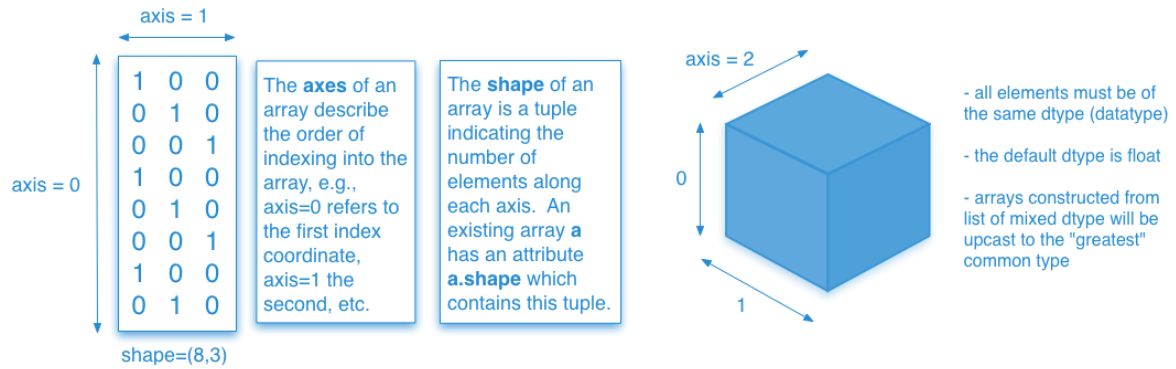 axis = 1
axis = 0
1 0 0
0 1 0
0 0 1
1 0 0
0 1 0
0 0 1
1 0 0
0 1 0
shape=(8,3)
The axes of an
array describe
the order of
indexing into the
array, e.g.,
axis=0 refers to
the first index
coordinate,
axis=1 the
second, etc.
The shape of an
array is a tuple
indicating the
number of
elements along
each axis. An
existing array a
has an attribute
a.shape which
contains this tuple.
axis = 2
0
1
- all elements must be of
the same dtype (datatype)
- the default dtype is float
- arrays constructed from
list of mixed dtype will be
upcast to the "greatest"
common type